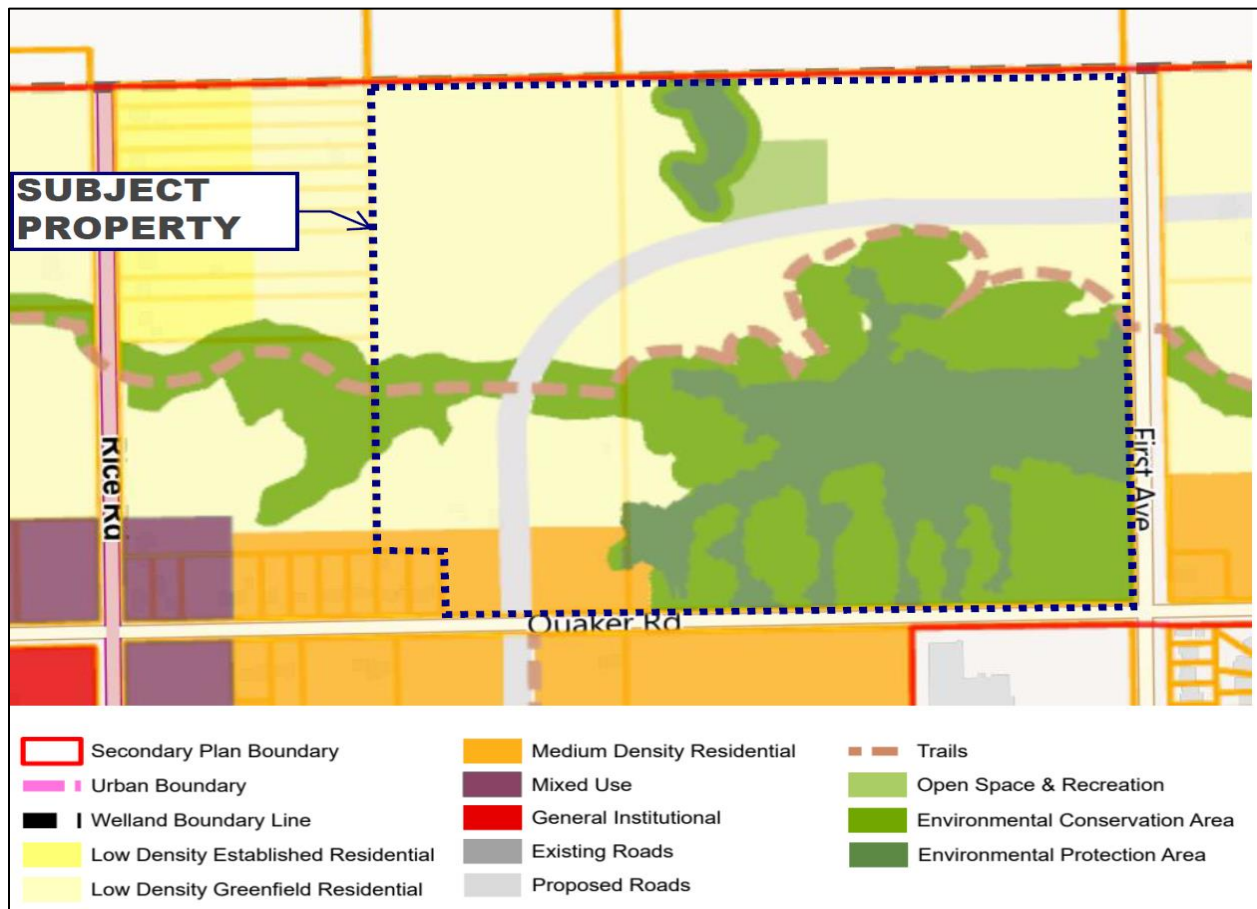 SUBJECT
PROPERTY
Rice Rd
First Ave
Quaker Rd
Secondary Plan Boundary
Urban Boundary
Welland Boundary Line
Low Density Established Residential
Low Density Greenfield Residential
Medium Density Residential
Mixed Use
General Institutional
Existing Roads
Proposed Roads
Trails
Open Space & Recreation
Environmental Conservation Area
Environmental Protection Area